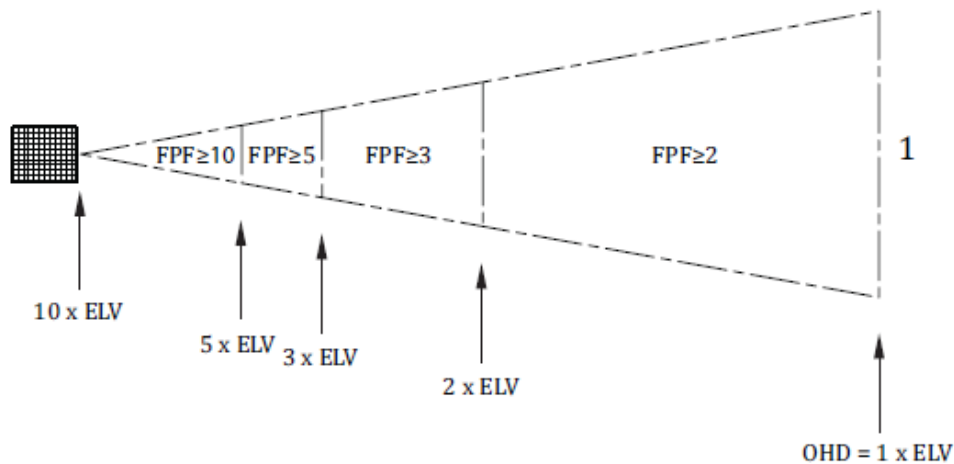 FPF≥10
FPF≥5
FPF≥3
FPF≥2
1
10 x ELV
5 x ELV
3 x ELV
2 x ELV
OHD = 1 x ELV